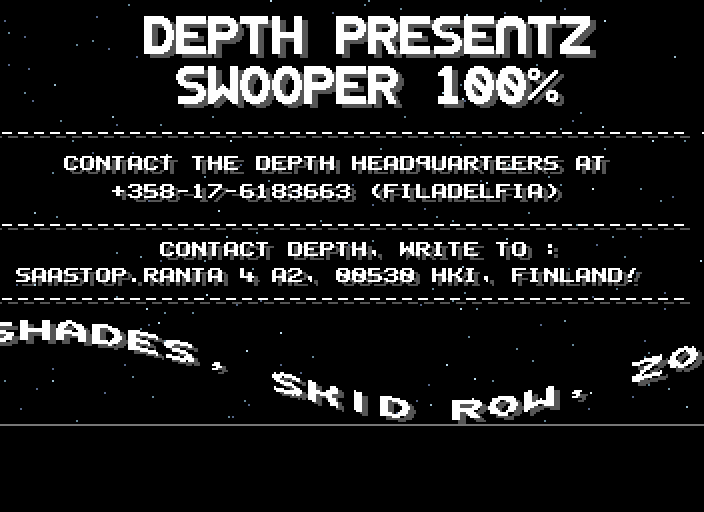 DEPTH PRESENTZ
SWOOPER 100%
CONTACT THE DEPTH HEADQUARTEERS AT
+358-17-6183663 (FILADELFIA)
CONTACT DEPTH, WRITE TO :
SAASTOP.RANTA 4 A2, 00530 HKI, FINLAND!
SHADES, SKID ROW, ZO